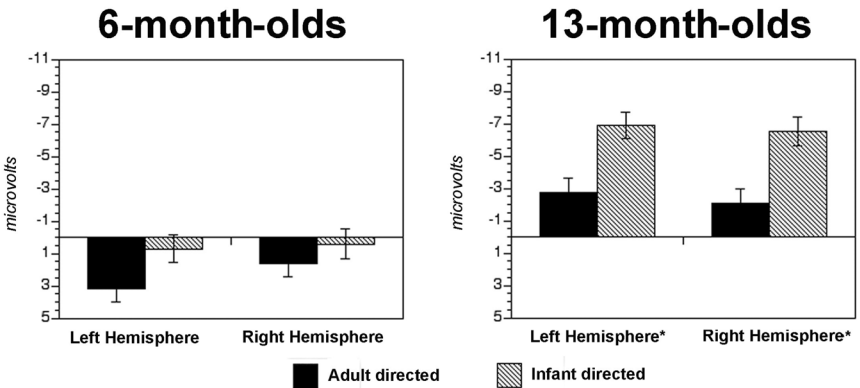 6-month-olds
13-month-olds
microvolts
-11
-9
-7
-5
-3
-1
1
3
5
Left Hemisphere
Right Hemisphere
microvolts
-11
-9
-7
-5
-3
-1
1
3
5
Left Hemisphere*
Right Hemisphere*
Adult directed
Infant directed